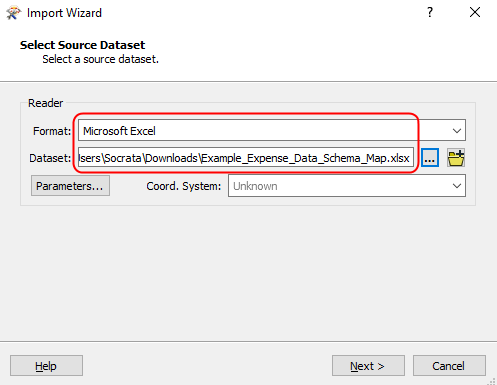 Import Wizard
?
Select Source Dataset
Select a source dataset.
Reader
Format: Microsoft Excel
Dataset: Jsers\Socrata\Downloads\Example_Expense_Data_Schema_Map.xlsx ...
Parameters... Coord. System: Unknown
Help Next > Cancel